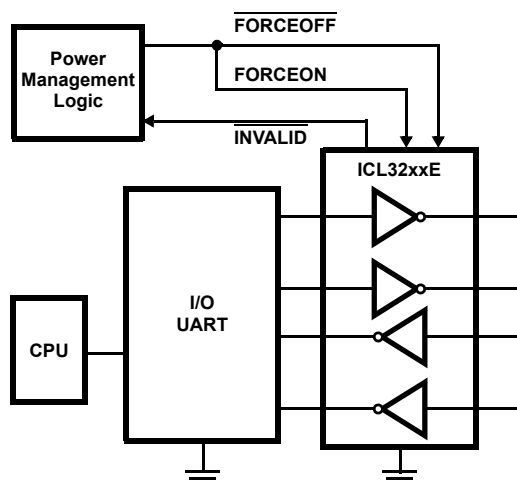 FORCEOFF
Power
Management
Logic
FORCEON
INVALID
ICL32xxE
I/O
UART
CPU